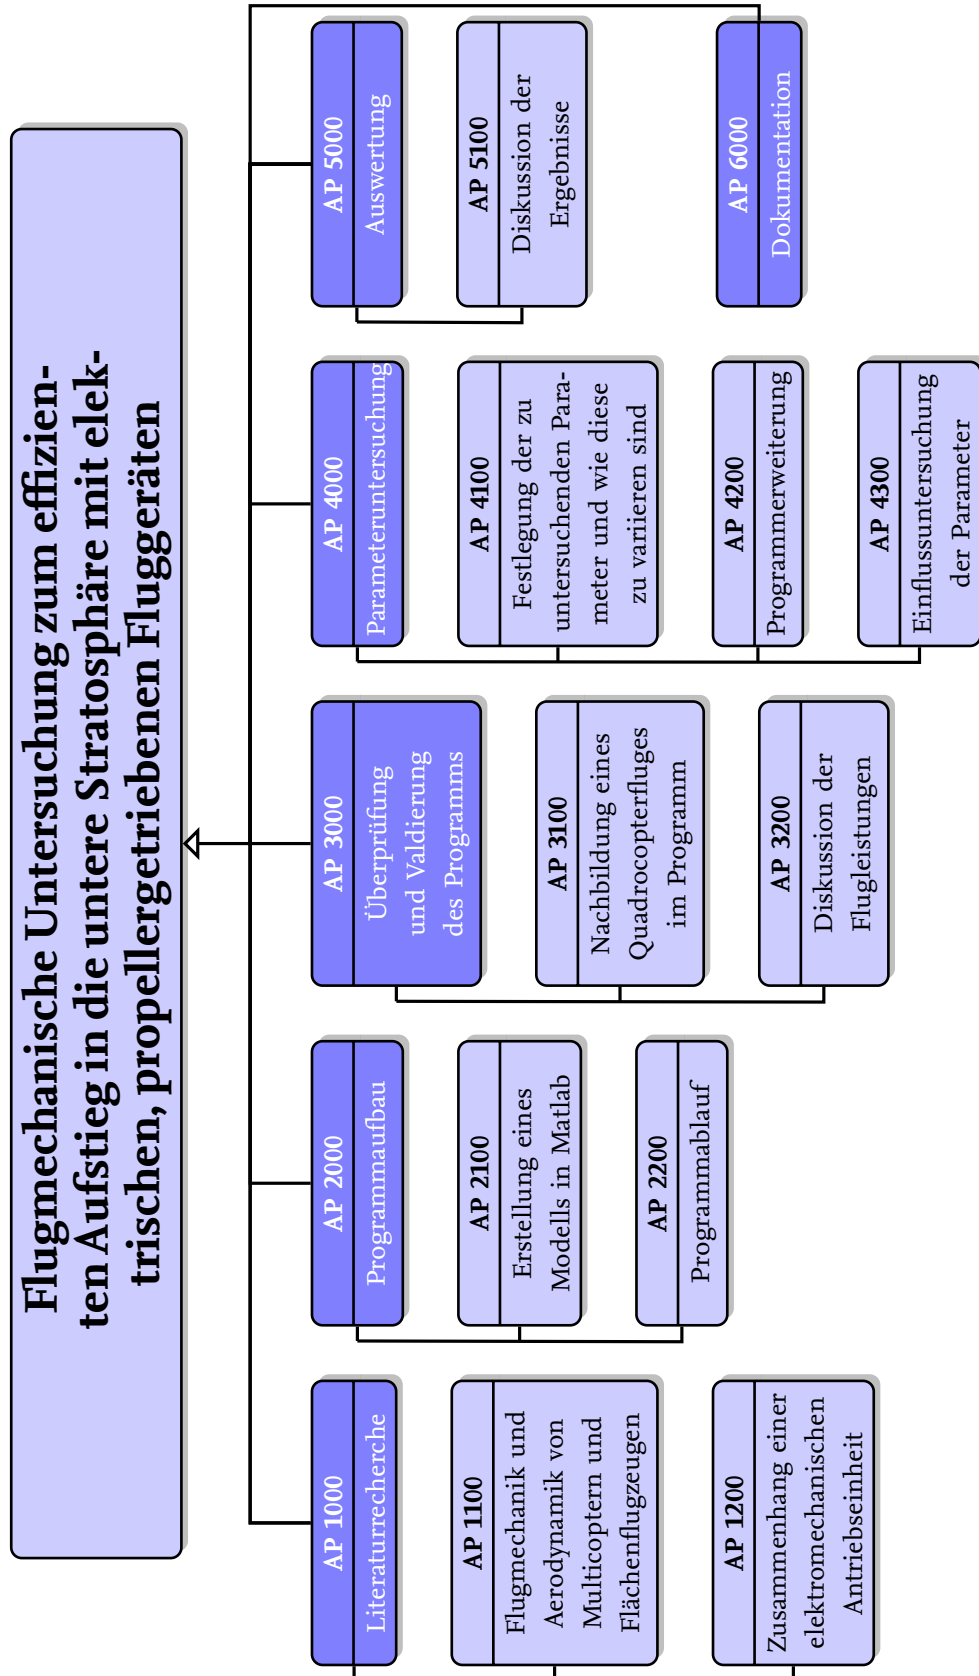 Flugmechanische Untersuchung zum effizien-
ten Aufstieg in die untere Stratosphäre mit elek-
trischen, propellergetriebenen Fluggeräten
AP 1000
Literaturrecherche
AP 1100
Flugmechanik und
Aerodynamik von
Multicoptern und
Flächenflugzeugen
AP 1200
Zusammenhang einer
elektromechanischen
Antriebseinheit
AP 2000
Programmaufbau
AP 2100
Erstellung eines
Modells in Matlab
AP 2200
Programmablauf
AP 3000
Überprüfung
und Valdierung
des Programms
AP 3100
Nachbildung eines
Quadrocopterfluges
im Programm
AP 3200
Diskussion der
Flugleistungen
AP 4000
Parameteruntersuchung
AP 4100
Festlegung der zu
untersuchenden Para-
meter und wie diese
zu variieren sind
AP 4200
Programmerweiterung
AP 4300
Einflussuntersuchung
der Parameter
AP 5000
Auswertung
AP 5100
Diskussion der
Ergebnisse
AP 6000
Dokumentation